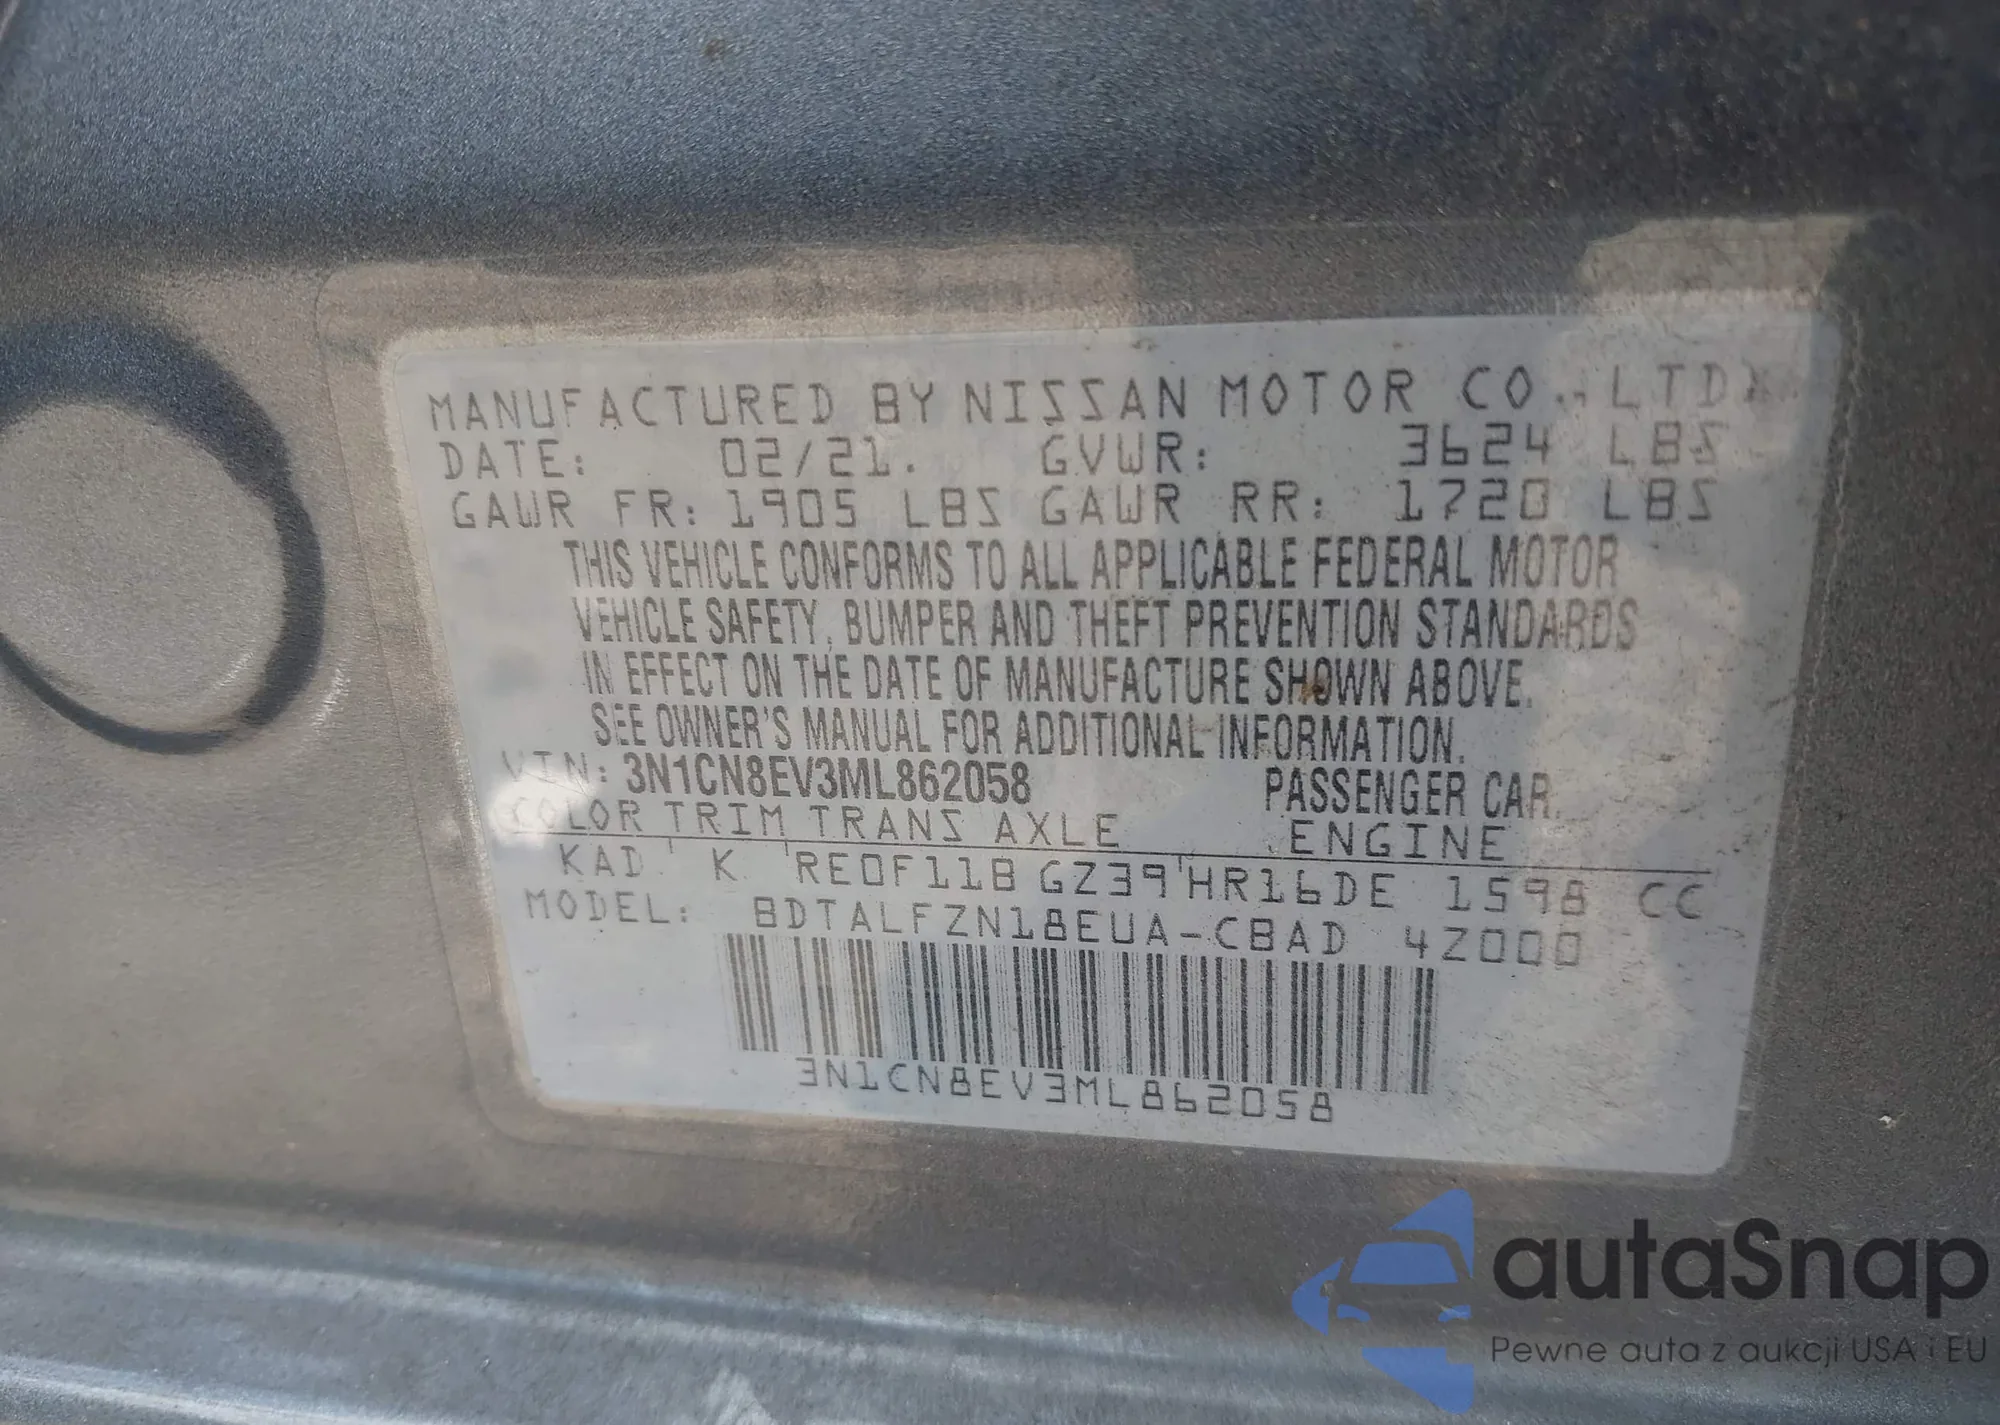 MANUFACTURED BY NISSAN MOTOR CO., LTD.
DATE: 02/21. GVWR: 3624 LBS
GAWR FR: 1905 LBS GAWR RR: 1720 LBS
THIS VEHICLE CONFORMS TO ALL APPLICABLE FEDERAL MOTOR
VEHICLE SAFETY, BUMPER AND THEFT PREVENTION STANDARDS
IN EFFECT ON THE DATE OF MANUFACTURE SHOWN ABOVE.
SEE OWNER'S MANUAL FOR ADDITIONAL INFORMATION.
VIN: 3N1CN8EV3ML862058 PASSENGER CAR.
COLOR TRIM TRANS AXLE ENGINE
KAD K RE0F11B GZ39 HR16DE 1598 CC
MODEL: BDTALFZN18EUA-CBAD 4Z000
3N1CN8EV3ML862058
autaSnap
Pewne auta z aukcji USA i EU